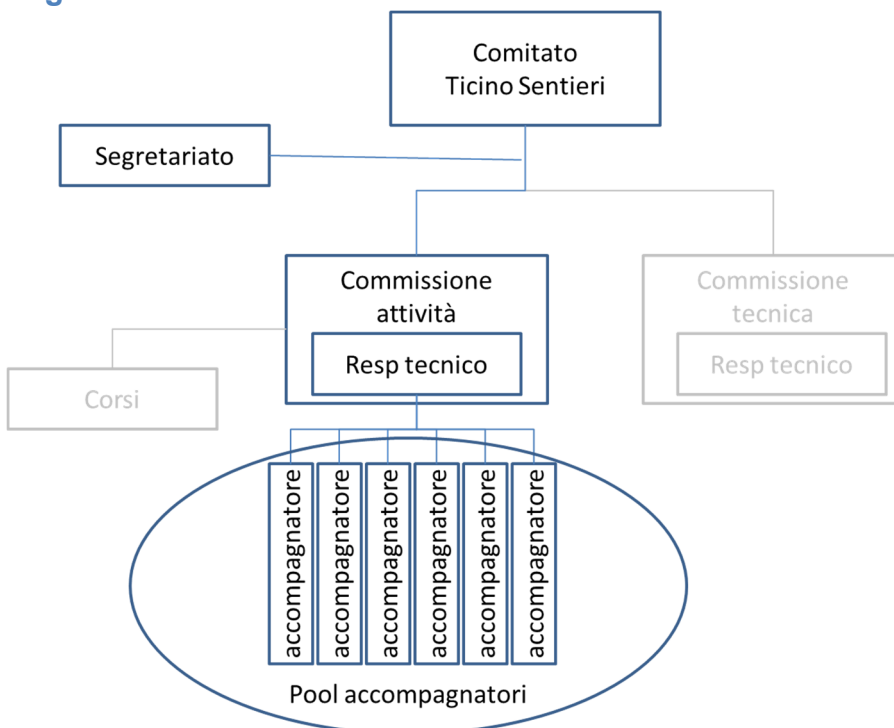 Comitato
Ticino Sentieri
Segretariato
Commissione
attività
Resp tecnico
Commissione
tecnica
Resp tecnico
Corsi
accompagnatore
accompagnatore
accompagnatore
accompagnatore
accompagnatore
accompagnatore
Pool accompagnatori